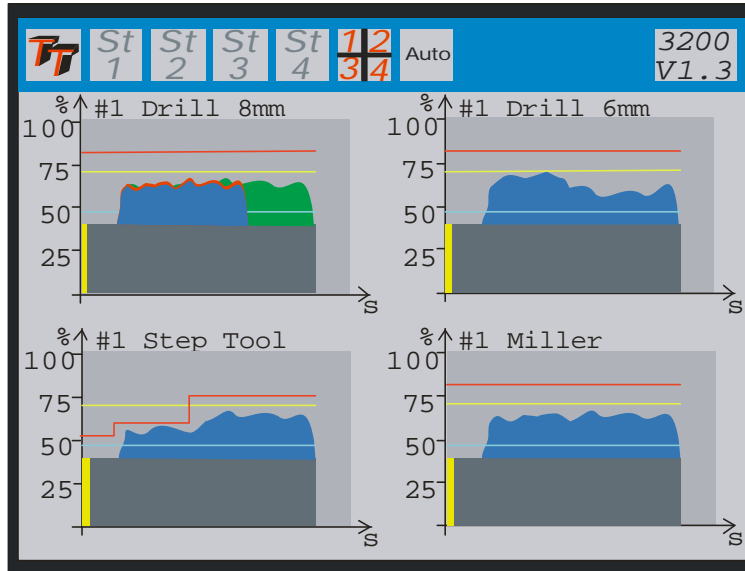 TT
St 1
St 2
St 3
St 4
1 2
3 4
Auto
3200
V1.3
% #1 Drill 8mm
100
75
50
25
s
% #1 Drill 6mm
100
75
50
25
s
% #1 Step Tool
100
75
50
25
s
% #1 Miller
100
75
50
25
s